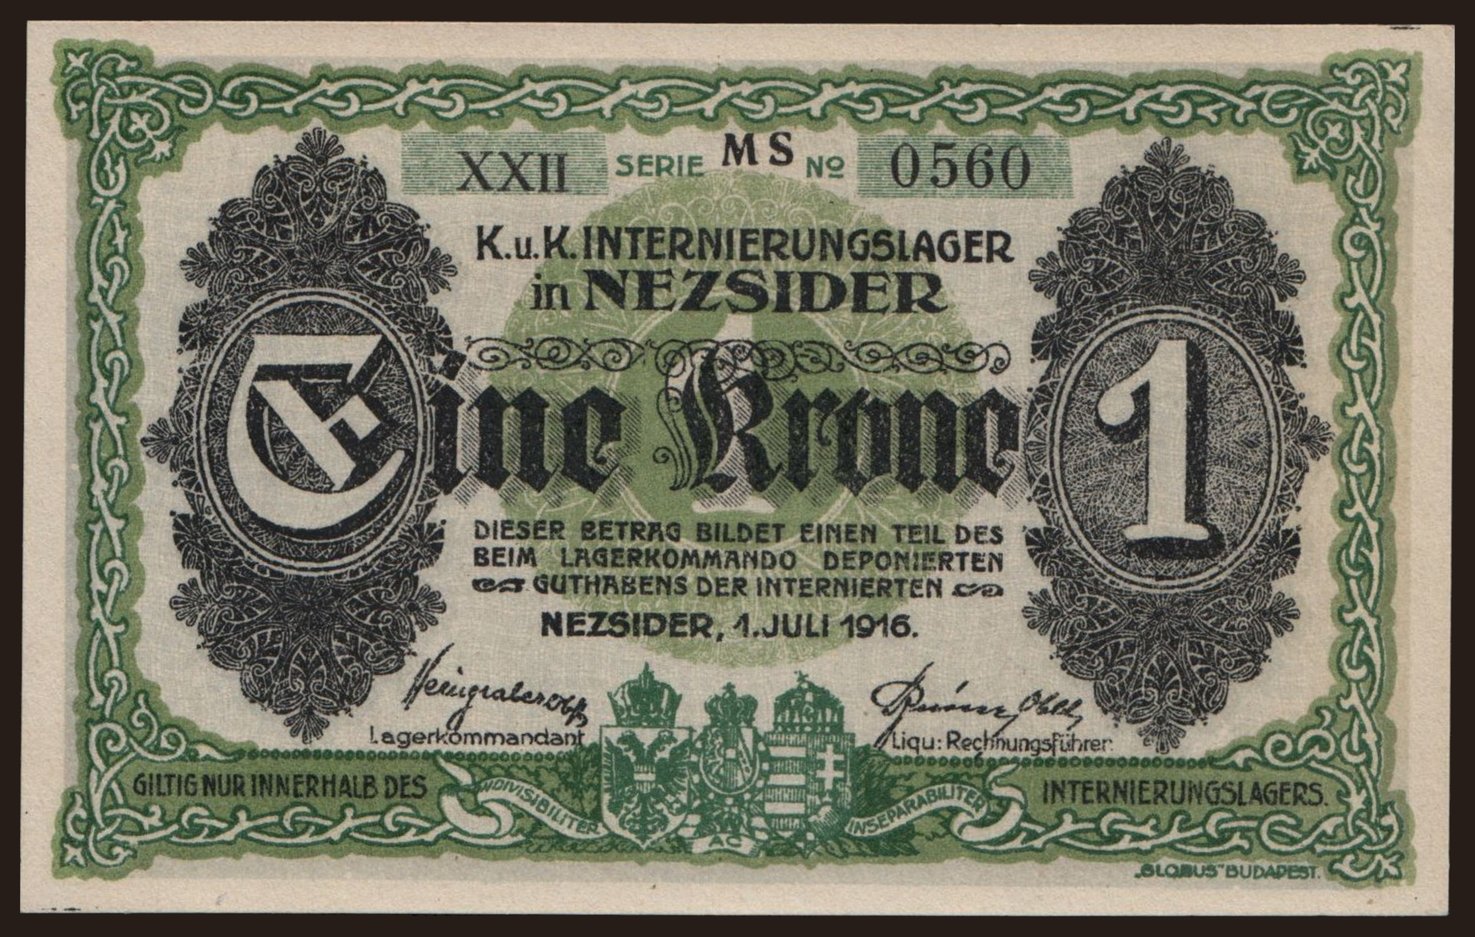 XXII SERIE MS No 0560
K.u.K. INTERNIERUNGSLAGER
in NEZSIDER
Eine Krone 1
1
DIESER BETRAG BILDET EINEN TEIL DES
BEIM LAGERKOMMANDO DEPONIERTEN
GUTHABENS DER INTERNIERTEN
NEZSIDER, 1. JULI 1916.
Lagerkommandant Liqu: Rechnungsführer
GILTIG NUR INNERHALB DES INDIVISIBILITER AC INSEPARABILITER INTERNIERUNGSLAGERS.
„GLOBUS" BUDAPEST.